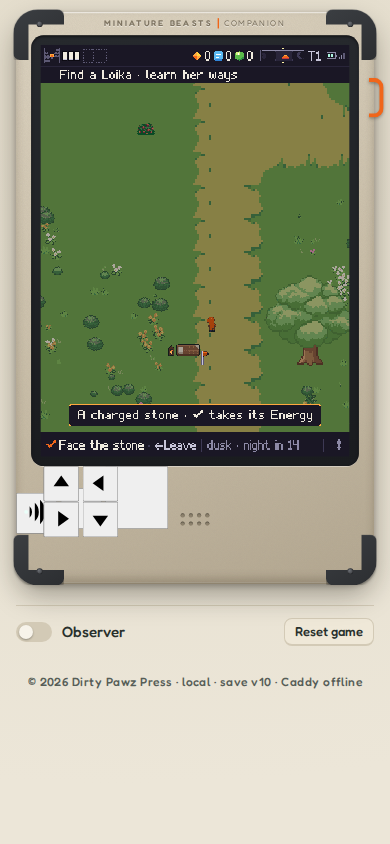 MINIATURE BEASTS COMPANION
0 0 0 T1
Find a Loika · learn her ways
A charged stone · ✓ takes its Energy
✓Face the stone · ←Leave dusk · night in 14
Observer
Reset game
© 2026 Dirty Pawz Press · local · save v10 · Caddy offline